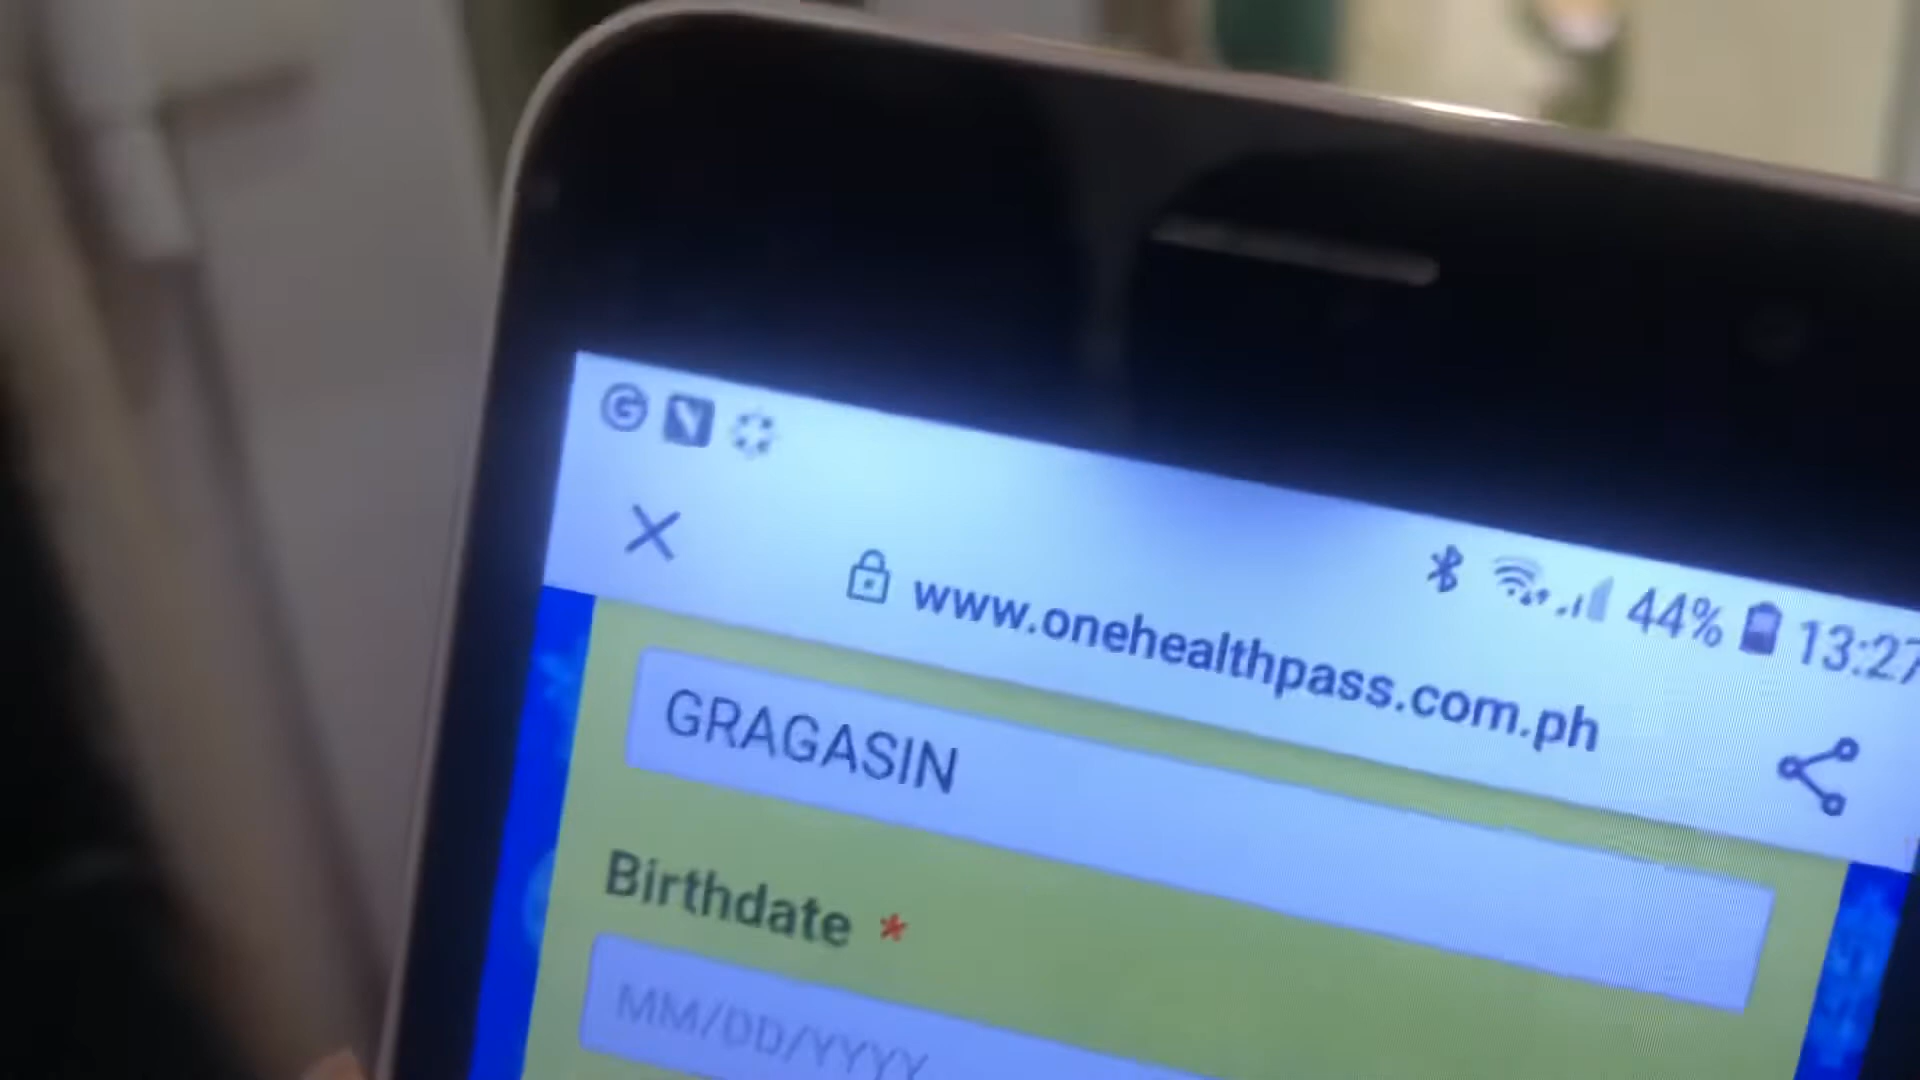 44% 13:27
www.onehealthpass.com.ph
GRAGASIN
Birthdate *
MM/DD/YYYY